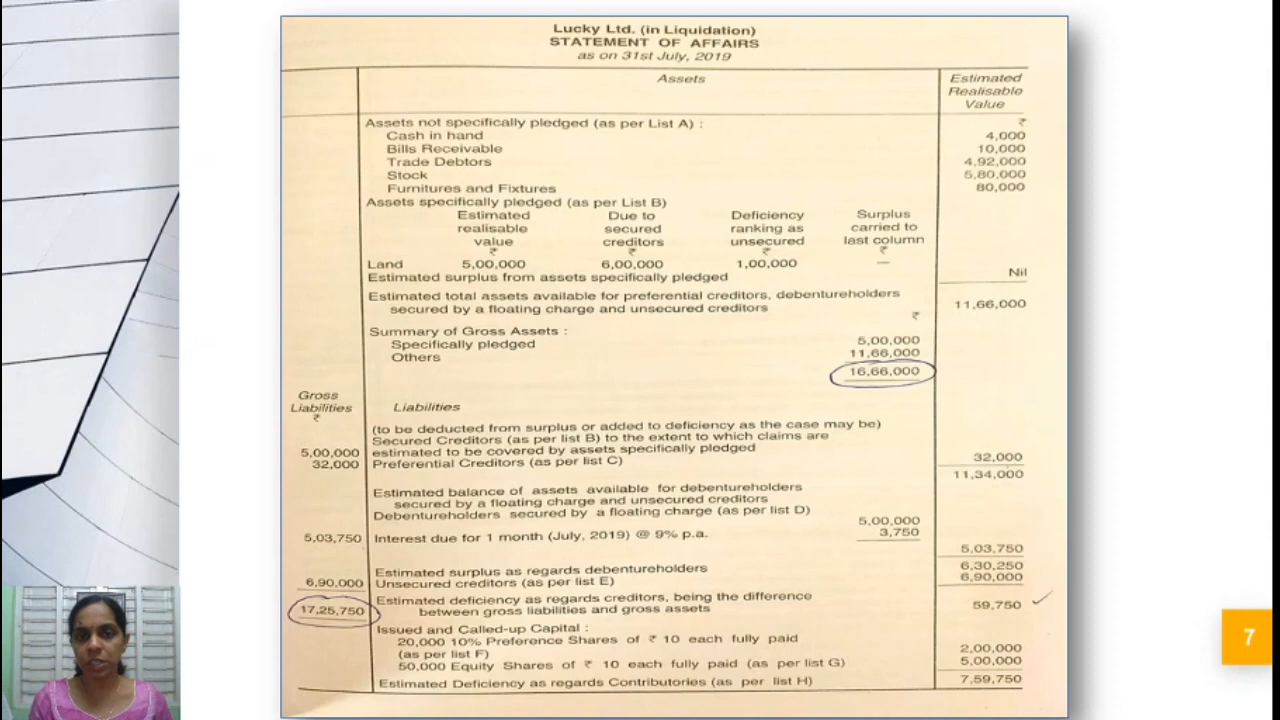 Lucky Ltd. (in Liquidation)
STATEMENT OF AFFAIRS
as on 31st July, 2019
Assets Estimated Realisable Value
Assets not specifically pledged (as per List A) : ₹
Cash in hand 4,000
Bills Receivable 10,000
Trade Debtors 4,92,000
Stock 5,80,000
Furnitures and Fixtures 80,000
Assets specifically pledged (as per List B)
Estimated Due to Deficiency Surplus
realisable secured ranking as carried to
value creditors unsecured last column
₹ ₹ ₹ ₹
Land 5,00,000 6,00,000 1,00,000 —
Estimated surplus from assets specifically pledged Nil
Estimated total assets available for preferential creditors, debentureholders
secured by a floating charge and unsecured creditors 11,66,000
₹
Summary of Gross Assets :
Specifically pledged 5,00,000
Others 11,66,000
16,66,000
Gross
Liabilities Liabilities
₹
(to be deducted from surplus or added to deficiency as the case may be)
Secured Creditors (as per list B) to the extent to which claims are
5,00,000 estimated to be covered by assets specifically pledged
32,000 Preferential Creditors (as per list C) 32,000
11,34,000
Estimated balance of assets available for debentureholders
secured by a floating charge and unsecured creditors
Debentureholders secured by a floating charge (as per list D) 5,00,000
5,03,750 Interest due for 1 month (July, 2019) @ 9% p.a. 3,750
5,03,750
Estimated surplus as regards debentureholders 6,30,250
6,90,000 Unsecured creditors (as per list E) 6,90,000
Estimated deficiency as regards creditors, being the difference
17,25,750 between gross liabilities and gross assets 59,750
Issued and Called-up Capital :
20,000 10% Preference Shares of ₹ 10 each fully paid
(as per list F) 2,00,000
50,000 Equity Shares of ₹ 10 each fully paid (as per list G) 5,00,000
Estimated Deficiency as regards Contributories (as per list H) 7,59,750
7